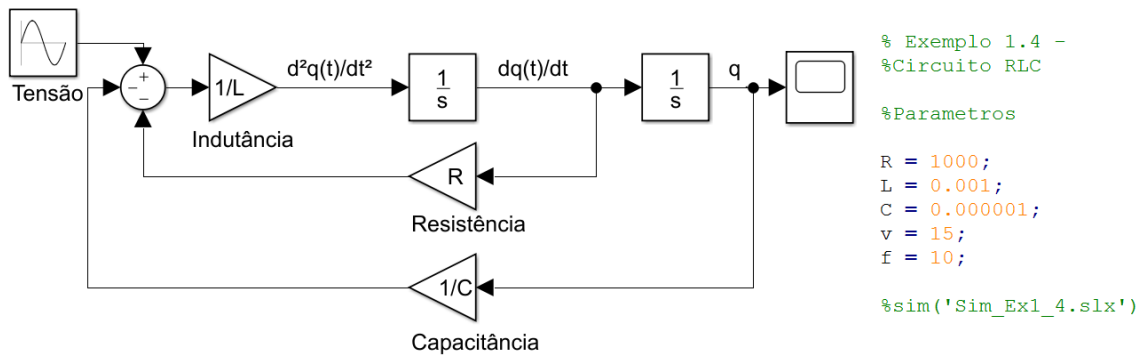 Tensão
+
−
−
1/L
Indutância
d²q(t)/dt²
1
s
dq(t)/dt
1
s
q
R
Resistência
1/C
Capacitância
% Exemplo 1.4 -
%Circuito RLC
%Parametros
R = 1000;
L = 0.001;
C = 0.000001;
v = 15;
f = 10;
%sim('Sim_Ex1_4.slx')